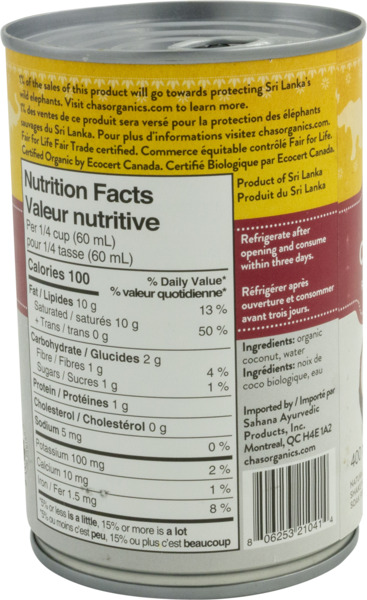 % of the sales of this product will go towards protecting Sri Lanka's
wild elephants. Visit chasorganics.com to learn more.
% des ventes de ce produit sera versé pour la protection des éléphants
sauvages du Sri Lanka. Pour plus d'informations visitez chasorganics.com.
Fair for Life Fair Trade certified. Commerce équitable contrôlé Fair for Life.
Certified Organic by Ecocert Canada. Certifié Biologique par Ecocert Canada.
Product of Sri Lanka
Produit du Sri Lanka
Nutrition Facts
Valeur nutritive
Per 1/4 cup (60 mL)
pour 1/4 tasse (60 mL)
Calories 100
% Daily Value*
% valeur quotidienne*
Fat / Lipides 10 g 13 %
Saturated / saturés 10 g
+ Trans / trans 0 g 50 %
Carbohydrate / Glucides 2 g
Fibre / Fibres 1 g 4 %
Sugars / Sucres 1 g 1 %
Protein / Protéines 1 g
Cholesterol / Cholestérol 0 g
Sodium 5 mg 0 %
Potassium 100 mg 2 %
Calcium 10 mg 1 %
Iron / Fer 1.5 mg 8 %
*5% or less is a little, 15% or more is a lot
*5% ou moins c'est peu, 15% ou plus c'est beaucoup
Refrigerate after
opening and consume
within three days.
Réfrigérer après
ouverture et consommer
avant trois jours.
Ingredients: organic
coconut, water
Ingrédients: noix de
coco biologique, eau
Imported by / Importé par
Sahana Ayurvedic
Products, Inc.
Montreal, QC H4E 1A2
chasorganics.com
8 06253 21041 4
400